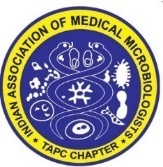 INDIAN ASSOCIATION OF MEDICAL MICROBIOLOGISTS
• TAPC CHAPTER •